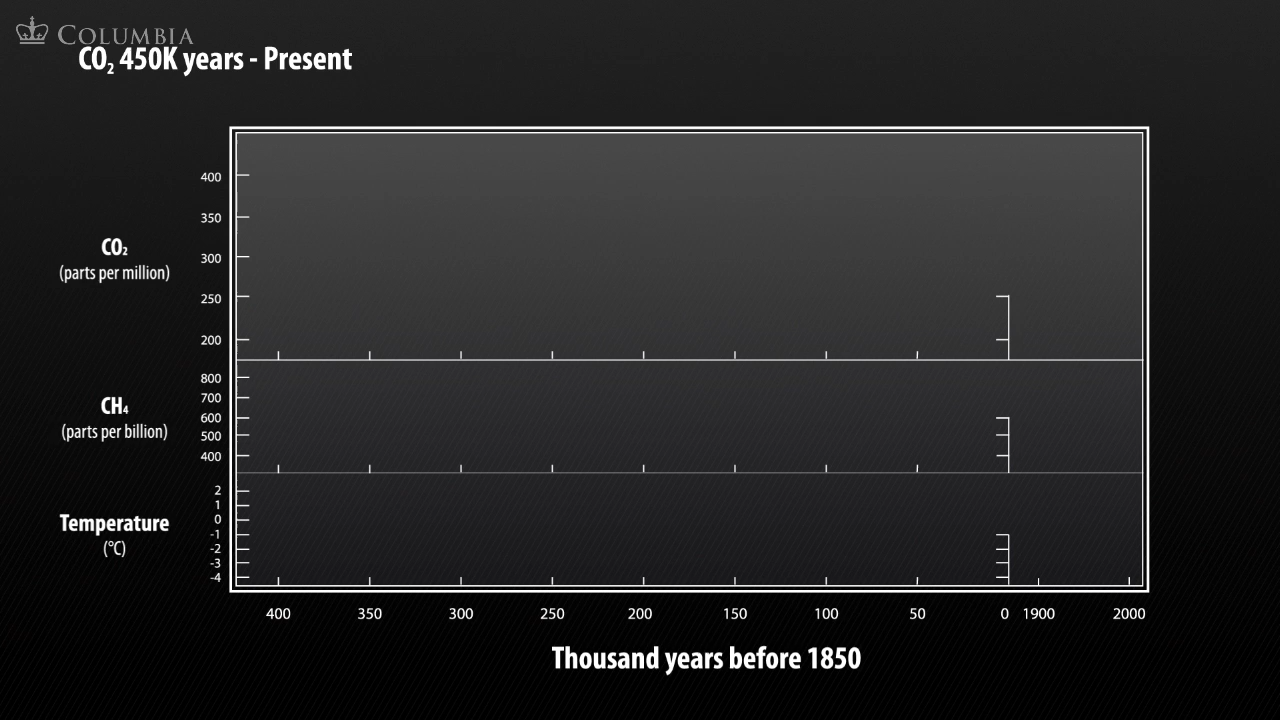 COLUMBIA
CO₂ 450K years - Present
400
350
CO₂
300
(parts per million)
250
200
800
700
CH₄
600
(parts per billion)
500
400
2
1
Temperature
0
(°C)
-1
-2
-3
-4
400 350 300 250 200 150 100 50 0 1900 2000
Thousand years before 1850